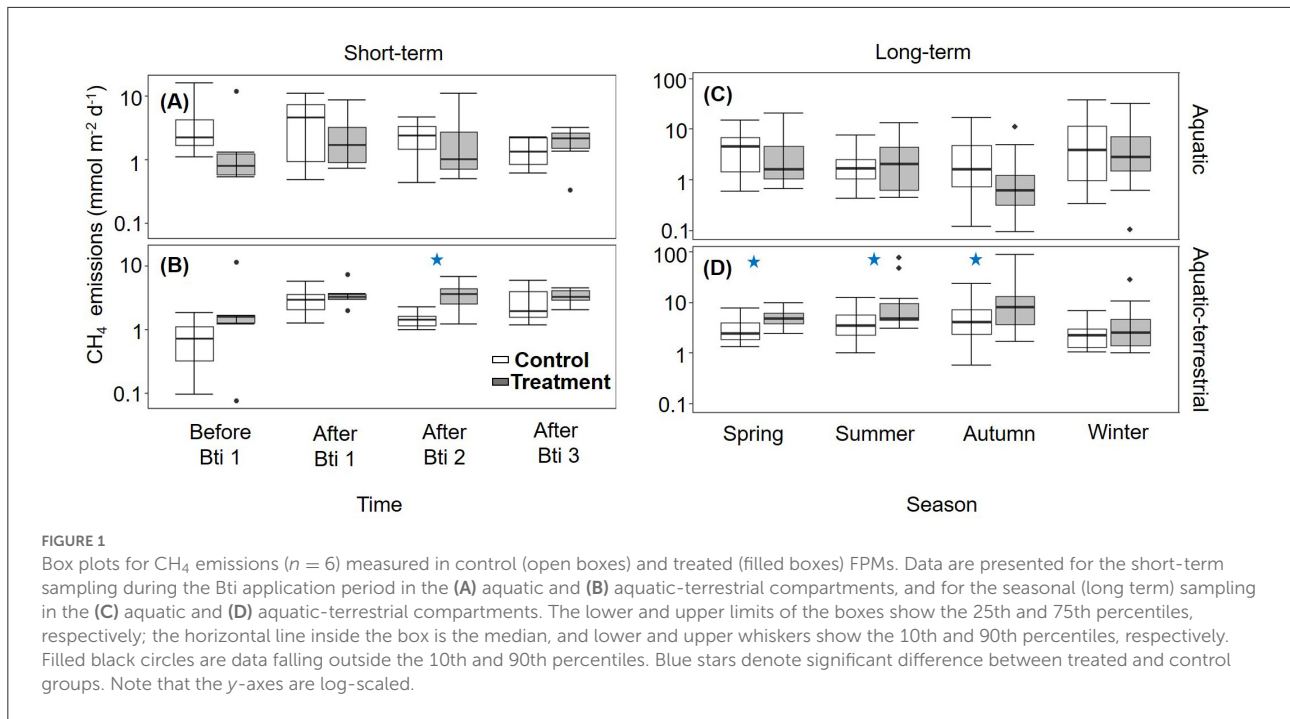 Short-term
Long-term
CH4 emissions (mmol m-2 d-1)
(A)
10
1
0.1
(B)
10
1
0.1
Control
Treatment
Before
Bti 1
After
Bti 1
After
Bti 2
After
Bti 3
Time
(C)
100
10
1
0.1
Aquatic
(D)
100
10
1
0.1
Aquatic-terrestrial
Spring
Summer
Autumn
Winter
Season
FIGURE 1
Box plots for CH4 emissions (n = 6) measured in control (open boxes) and treated (filled boxes) FPMs. Data are presented for the short-term
sampling during the Bti application period in the (A) aquatic and (B) aquatic-terrestrial compartments, and for the seasonal (long term) sampling
in the (C) aquatic and (D) aquatic-terrestrial compartments. The lower and upper limits of the boxes show the 25th and 75th percentiles,
respectively; the horizontal line inside the box is the median, and lower and upper whiskers show the 10th and 90th percentiles, respectively.
Filled black circles are data falling outside the 10th and 90th percentiles. Blue stars denote significant difference between treated and control
groups. Note that the y-axes are log-scaled.